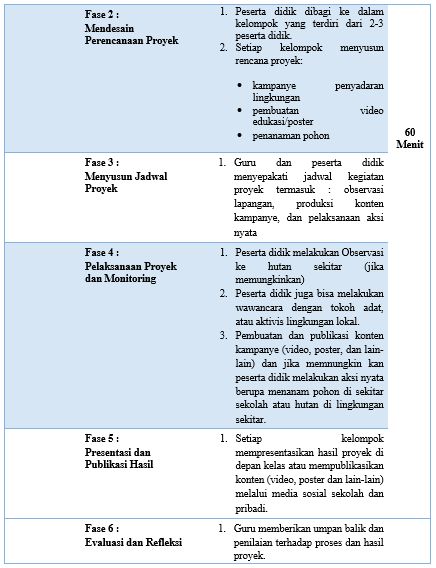 Fase 2 :
Mendesain
Perencanaan Proyek
1. Peserta didik dibagi ke dalam
kelompok yang terdiri dari 2-3
peserta didik.
2. Setiap kelompok menyusun
rencana proyek:
• kampanye penyadaran
lingkungan
• pembuatan video
edukasi/poster
• penanaman pohon
60
Menit
Fase 3 :
Menyusun Jadwal
Proyek
1. Guru dan peserta didik
menyepakati jadwal kegiatan
proyek termasuk : observasi
lapangan, produksi konten
kampanye, dan pelaksanaan aksi
nyata
Fase 4 :
Pelaksanaan Proyek
dan Monitoring
1. Peserta didik melakukan Observasi
ke hutan sekitar (jika
memungkinkan)
2. Peserta didik juga bisa melakukan
wawancara dengan tokoh adat,
atau aktivis lingkungan lokal.
3. Pembuatan dan publikasi konten
kampanye (video, poster, dan lain-
lain) dan jika memnungkin kan
peserta didik melakukan aksi nyata
berupa menanam pohon di sekitar
sekolah atau hutan di lingkungan
sekitar.
Fase 5 :
Presentasi dan
Publikasi Hasil
1. Setiap kelompok
mempresentasikan hasil proyek di
depan kelas atau mempublikasikan
konten (video, poster dan lain-lain)
melalui media sosial sekolah dan
pribadi.
Fase 6 :
Evaluasi dan Refleksi
1. Guru memberikan umpan balik dan
penilaian terhadap proses dan hasil
proyek.